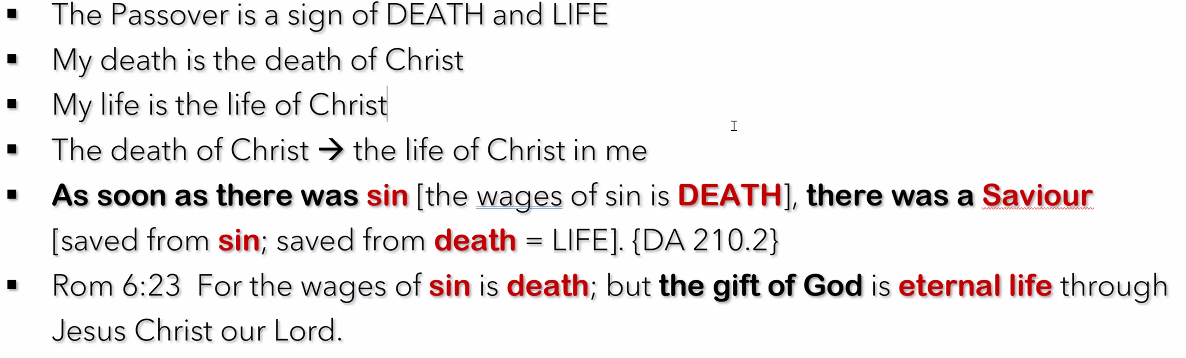 ▪ The Passover is a sign of DEATH and LIFE
▪ My death is the death of Christ
▪ My life is the life of Christ
▪ The death of Christ → the life of Christ in me
▪ As soon as there was sin [the wages of sin is DEATH], there was a Saviour
[saved from sin; saved from death = LIFE]. {DA 210.2}
▪ Rom 6:23 For the wages of sin is death; but the gift of God is eternal life through
Jesus Christ our Lord.